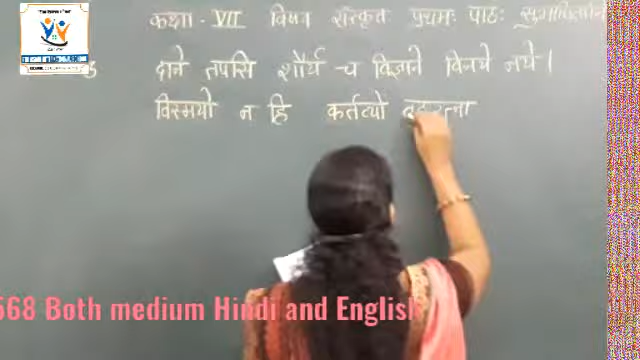 कक्षा - VII विषय संस्कृत प्रथमः पाठः
दाने तपसि शौर्य च विज्ञाने विनये नये।
विस्मयो न हि कर्तव्यो
568 Both medium Hindi and English